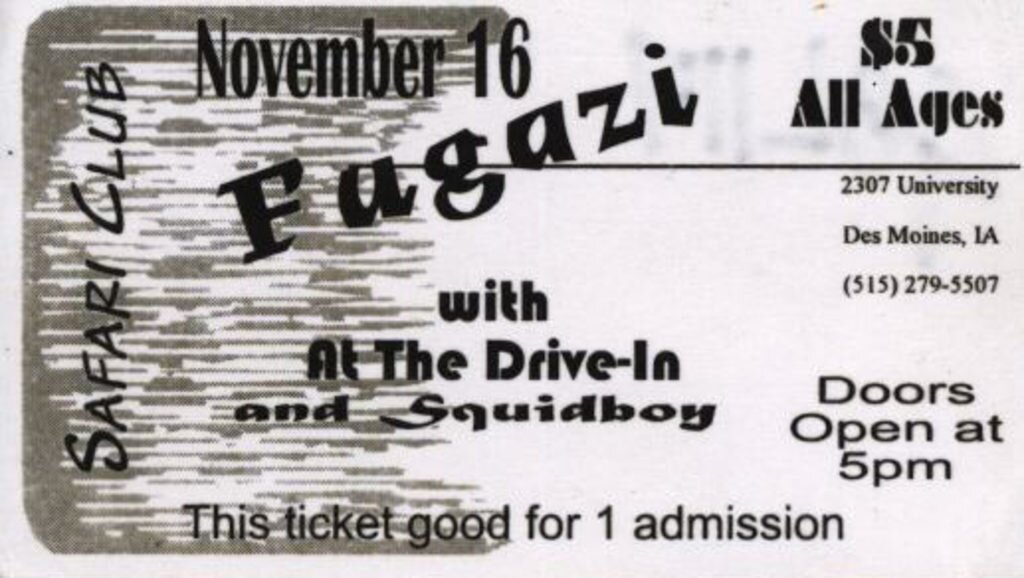 SAFARI CLUB
November 16
$5
All Ages
Fugazi
2307 University
Des Moines, IA
(515) 279-5507
with
At The Drive-In
and Squidboy
Doors
Open at
5pm
This ticket good for 1 admission